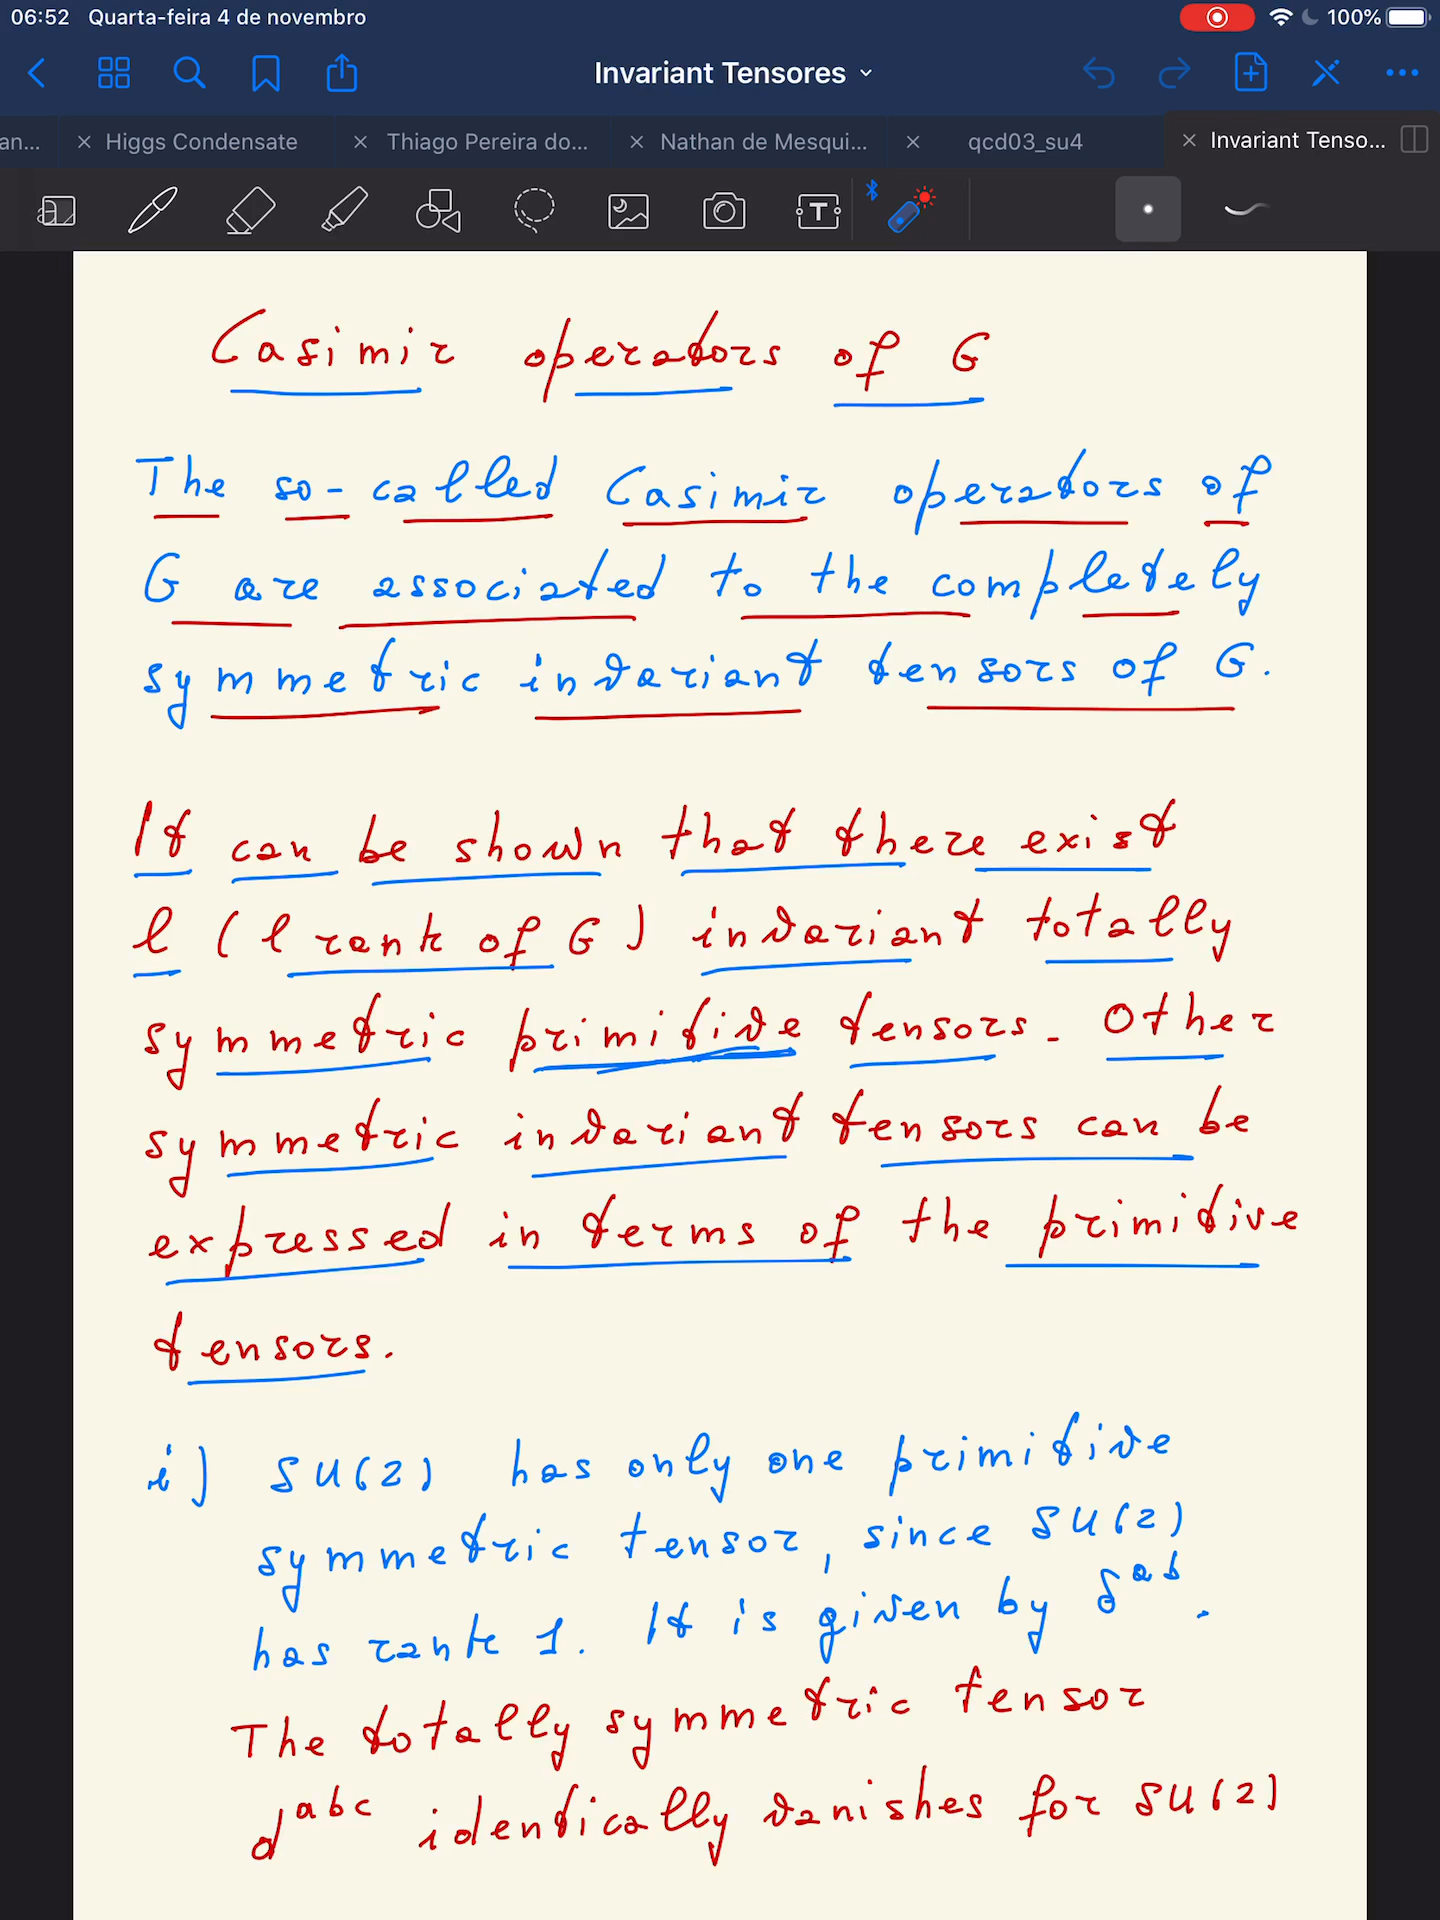 06:52 Quarta-feira 4 de novembro 100%
Invariant Tensores
an... × Higgs Condensate × Thiago Pereira do... × Nathan de Mesqui... × qcd03_su4 × Invariant Tenso...
T
Casimir operators of G
The so-called Casimir operators of
G are associated to the completely
symmetric invariant tensors of G.
It can be shown that there exist
l (l rank of G) invariant totally
symmetric primitive tensors. Other
symmetric invariant tensors can be
expressed in terms of the primitive
tensors.
i) SU(2) has only one primitive
symmetric tensor, since SU(2)
has rank 1. It is given by δ^{ab}.
The totally symmetric tensor
d^{abc} identically vanishes for SU(2)